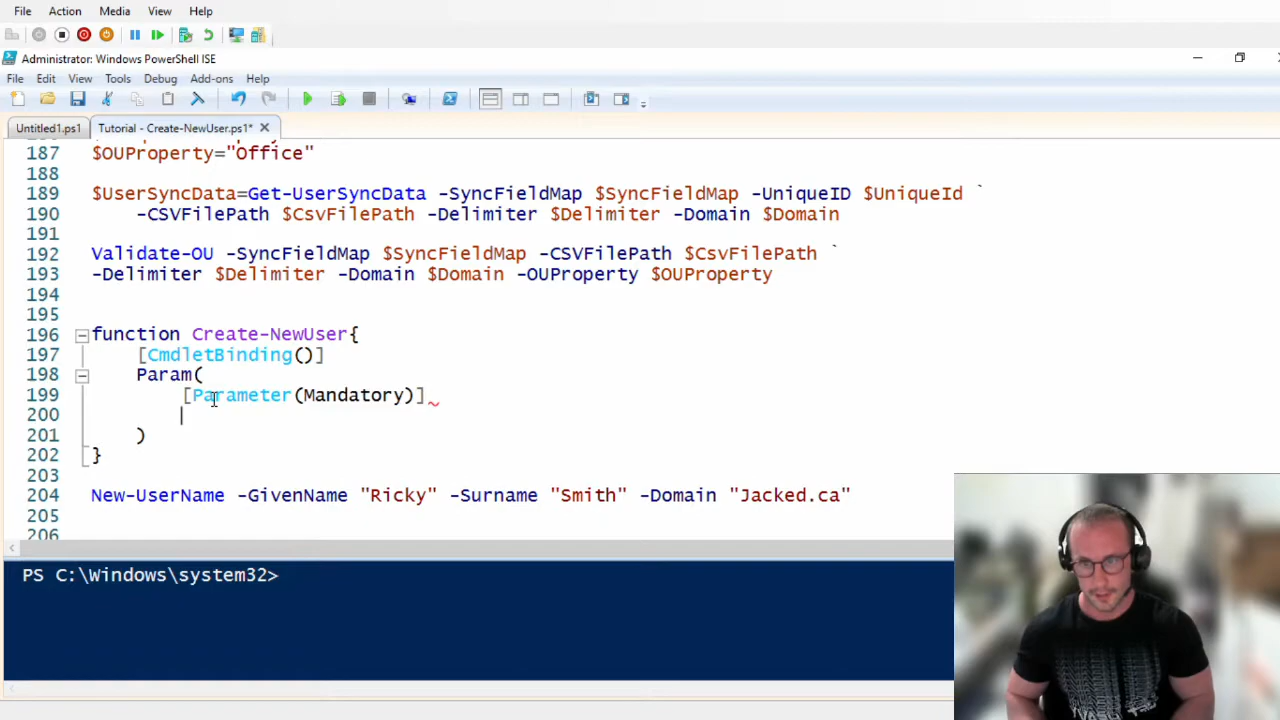 File Action Media View Help
Administrator: Windows PowerShell ISE
File Edit View Tools Debug Add-ons Help
Untitled1.ps1 Tutorial - Create-NewUser.ps1*
187 $OUProperty="Office"
188
189 $UserSyncData=Get-UserSyncData -SyncFieldMap $SyncFieldMap -UniqueID $UniqueId `
190 -CSVFilePath $CsvFilePath -Delimiter $Delimiter -Domain $Domain
191
192 Validate-OU -SyncFieldMap $SyncFieldMap -CSVFilePath $CsvFilePath `
193 -Delimiter $Delimiter -Domain $Domain -OUProperty $OUProperty
194
195
196 function Create-NewUser{
197 [CmdletBinding()]
198 Param(
199 [Parameter(Mandatory)]
200
201 )
202 }
203
204 New-UserName -GivenName "Ricky" -Surname "Smith" -Domain "Jacked.ca"
205
206
PS C:\Windows\system32>